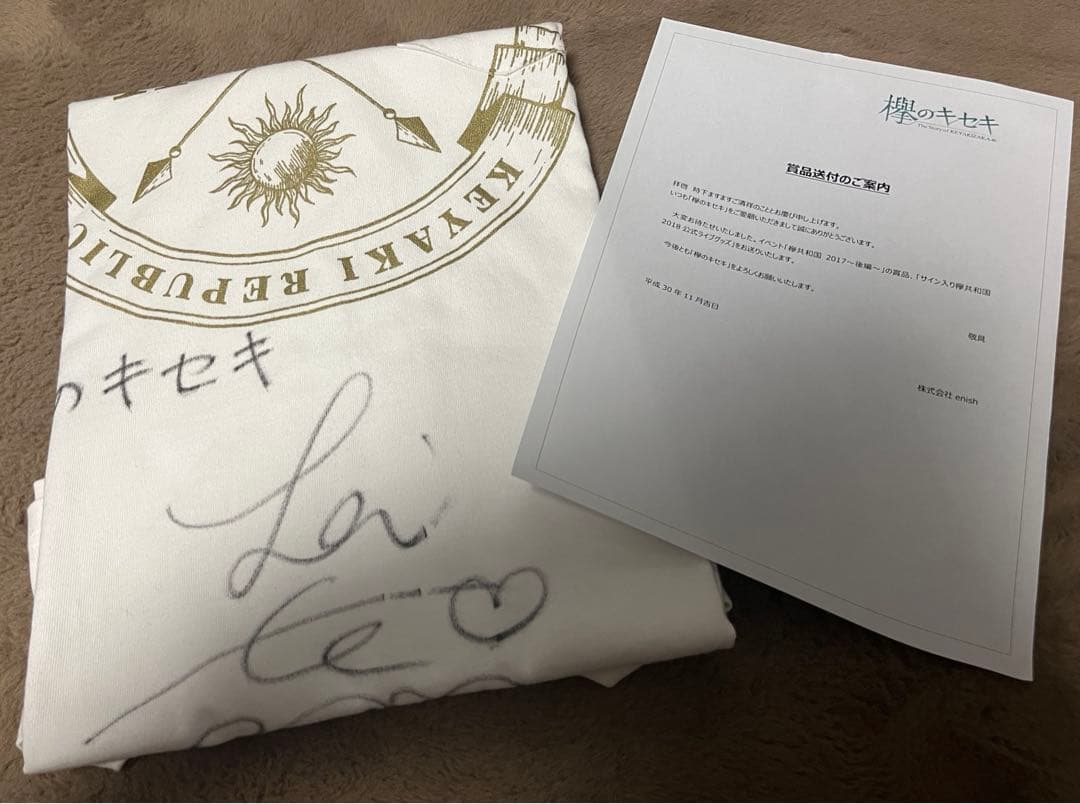 KEYAKI REPUBLIC
のキセキ
欅のキセキ
The Story of KEYAKIZAKA46
賞品送付のご案内
拝啓 時下ますますご清祥のこととお慶び申し上げます。
いつも「欅のキセキ」をご愛顧いただきまして誠にありがとうございます。
大変お待たせいたしました。イベント「欅共和国 2017～後編～」の賞品、「サイン入り欅共和国
2018 公式ライブグッズ」をお送りいたします。
今後とも「欅のキセキ」をよろしくお願いいたします。
平成 30 年 11 月吉日
敬具
株式会社 enish